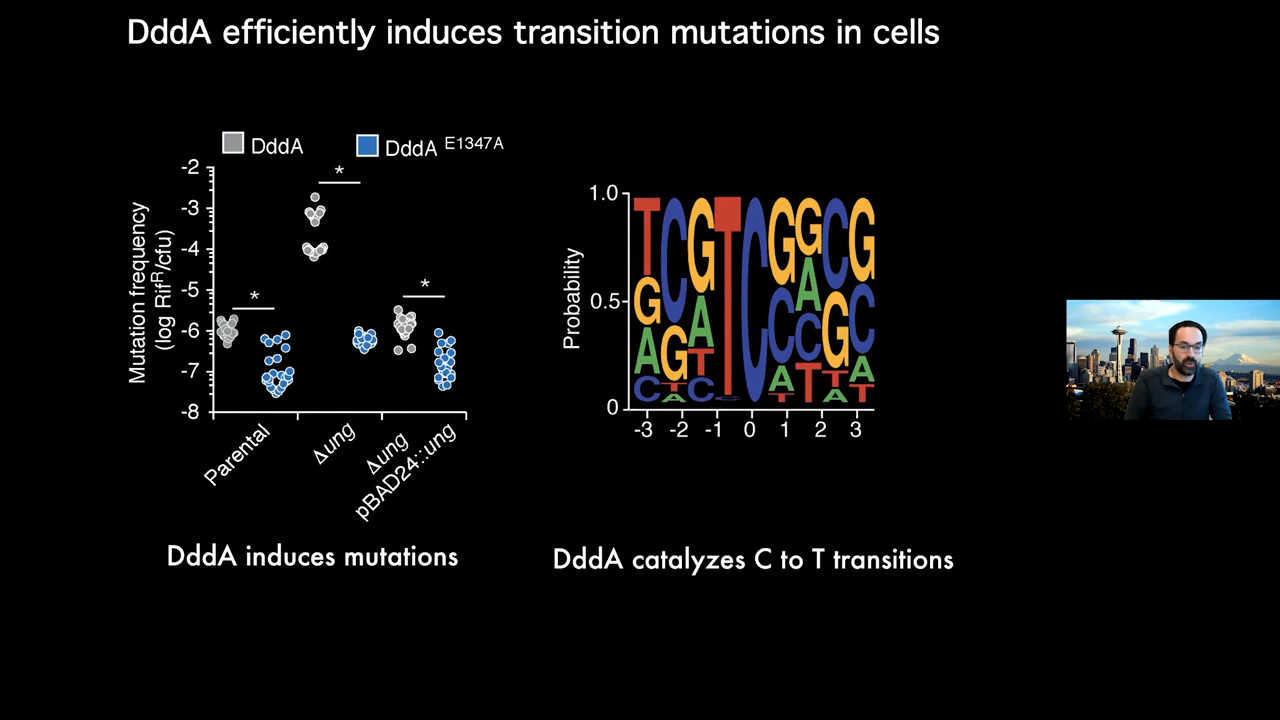 DddA efficiently induces transition mutations in cells
DddA
DddA E1347A
Mutation frequency
(log RifR/cfu)
-2
-3
-4
-5
-6
-7
-8
*
*
*
Parental
Δung
Δung
pBAD24::ung
DddA induces mutations
Probability
1.0
0.5
0
T C G T C G G C G
G G A C A G C
A T T C C T A
C A C A T T A T
-3 -2 -1 0 1 2 3
DddA catalyzes C to T transitions